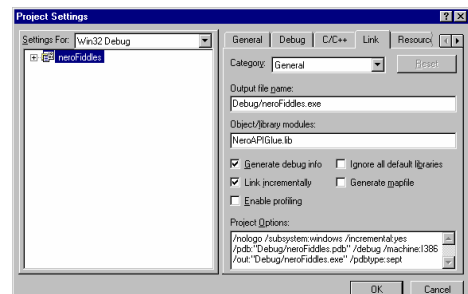 Project Settings
Settings For: Win32 Debug
neroFiddles
General Debug C/C++ Link Resourc
Category: General Reset
Output file name:
Debug/neroFiddles.exe
Object/library modules:
NeroAPIGlue.lib
Generate debug info Ignore all default libraries
Link incrementally Generate mapfile
Enable profiling
Project Options:
/nologo /subsystem:windows /incremental:yes
/pdb:"Debug/neroFiddles.pdb" /debug /machine:I386
/out:"Debug/neroFiddles.exe" /pdbtype:sept
OK Cancel